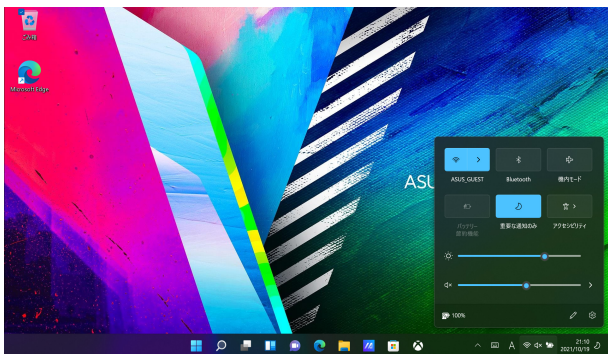 ごみ箱
Microsoft Edge
ASU
ASUS_GUEST
Bluetooth
機内モード
バッテリー
節約機能
重要な通知のみ
アクセシビリティ
100%
A
21:10
2021/10/19